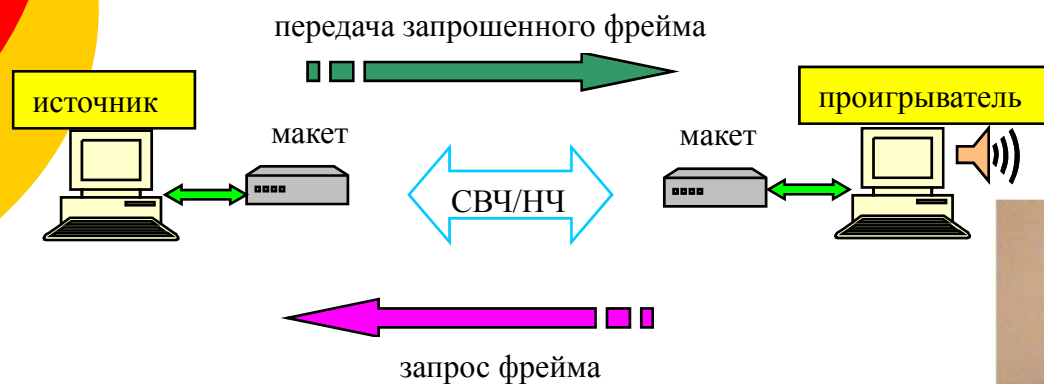 передача запрошенного фрейма
источник
проигрыватель
макет
макет
СВЧ/НЧ
запрос фрейма